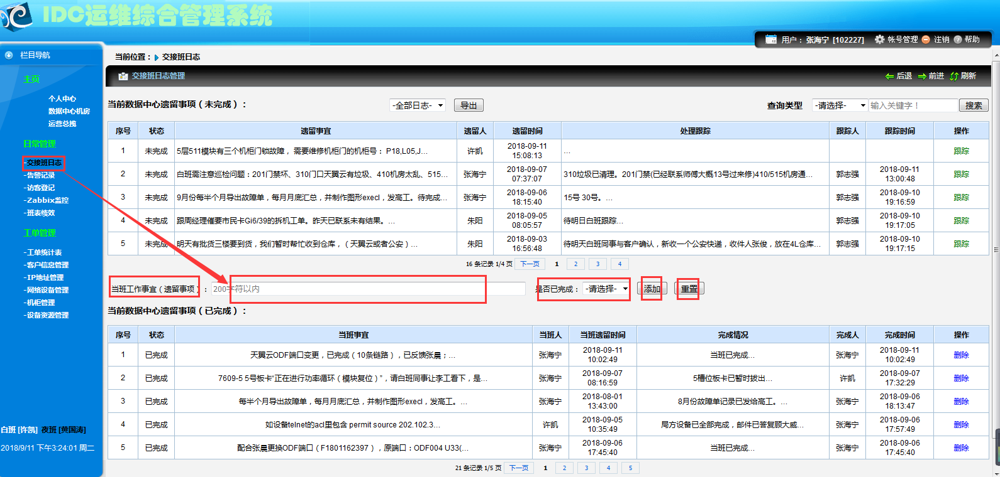 IDC运维综合管理系统
用户： 张海宁 [102227] 帐号管理 注销 帮助
栏目导航
主页
个人中心
数据中心机房
运营总揽
日常管理
-交接班日志
-告警记录
-访客登记
-Zabbix监控
-班表绩效
工单管理
-工单统计表
-客户信息管理
-IP地址管理
-网络设备管理
-机柜管理
-设备资源管理
白班 [许凯] 夜班 [黄国涛]
2018/9/11 下午3:24:01 周二
当前位置： 交接班日志
交接班日志管理 后退 前进 刷新
当前数据中心遗留事项（未完成）： -全部日志- 导出 查询类型 -请选择- 输入关键字！ 搜索
序号 状态 遗留事宜 遗留人 遗留时间 处理跟踪 跟踪人 跟踪时间 操作
1 未完成 5层511模块有三个机柜门锁故障， 需要维修机柜门的机柜号： P18,L05,J... 许凯 2018-09-11 15:08:13 ... 跟踪
2 未完成 白班需注意巡检问题：201门禁坏、310门口天翼云有垃圾、410机房太乱、515... 张海宁 2018-09-07 07:37:07 310垃圾已清理。201门禁(已经联系师傅大概13号过来修)410/515机房通... 郭志强 2018-09-11 13:00:48 跟踪
3 未完成 9月份每半个月导出故障单，每月月底汇总，并制作图形execl，发高工。待完成... 张海宁 2018-09-06 18:15:40 15号 30号。... 郭志强 2018-09-10 19:16:59 跟踪
4 未完成 跟周经理催要市民卡Gi6/39的拆机工单。昨天已联系未有结果。... 朱阳 2018-09-05 08:05:57 待明日白班跟踪... 郭志强 2018-09-10 19:17:05 跟踪
5 未完成 明天有批货三楼要到货，我们暂时帮忙收到仓库，（天翼云或者公安）... 朱阳 2018-09-03 16:56:48 待明天白班同事与客户确认，新收一个公安快递，收件人张俊，放在4L仓库... 郭志强 2018-09-10 19:17:15 跟踪
16 条记录 1/4 页 下一页 1 2 3 4
当班工作事宜（遗留事项）： 200字符以内 是否已完成： -请选择- 添加 重置
当前数据中心遗留事项（已完成）：
序号 状态 当班事宜 当班人 当班遗留时间 完成情况 完成人 完成时间 操作
1 已完成 天翼云ODF端口变更，已完成（10条链路），已反馈张晨；... 张海宁 2018-09-11 10:02:49 当班已完成... 张海宁 2018-09-11 10:02:49 删除
2 已完成 7609-5 5号板卡“正在进行功率循环（模块复位）”，请白班同事让李工看下，是... 张海宁 2018-09-07 08:16:59 5槽位板卡已暂时拔出... 许凯 2018-09-07 17:32:29 删除
3 已完成 每半个月导出故障单，每月月底汇总，并制作图形execl，发高工。... 张海宁 2018-08-01 13:43:00 8月份故障单记录已发给高工。... 张海宁 2018-09-06 18:13:47 删除
4 已完成 如设备telnet的acl里包含 permit source 202.102.3... 许凯 2018-09-05 10:35:49 局方设备已全部完成，邮件已答复顾大威... 张海宁 2018-09-06 17:57:49 删除
5 已完成 配合张晨更换ODF端口（F1801162397），原端口：ODF004 U33(... 张海宁 2018-09-06 17:45:40 当班已完成... 张海宁 2018-09-06 17:45:40 删除
21 条记录 1/5 页 下一页 1 2 3 4 5